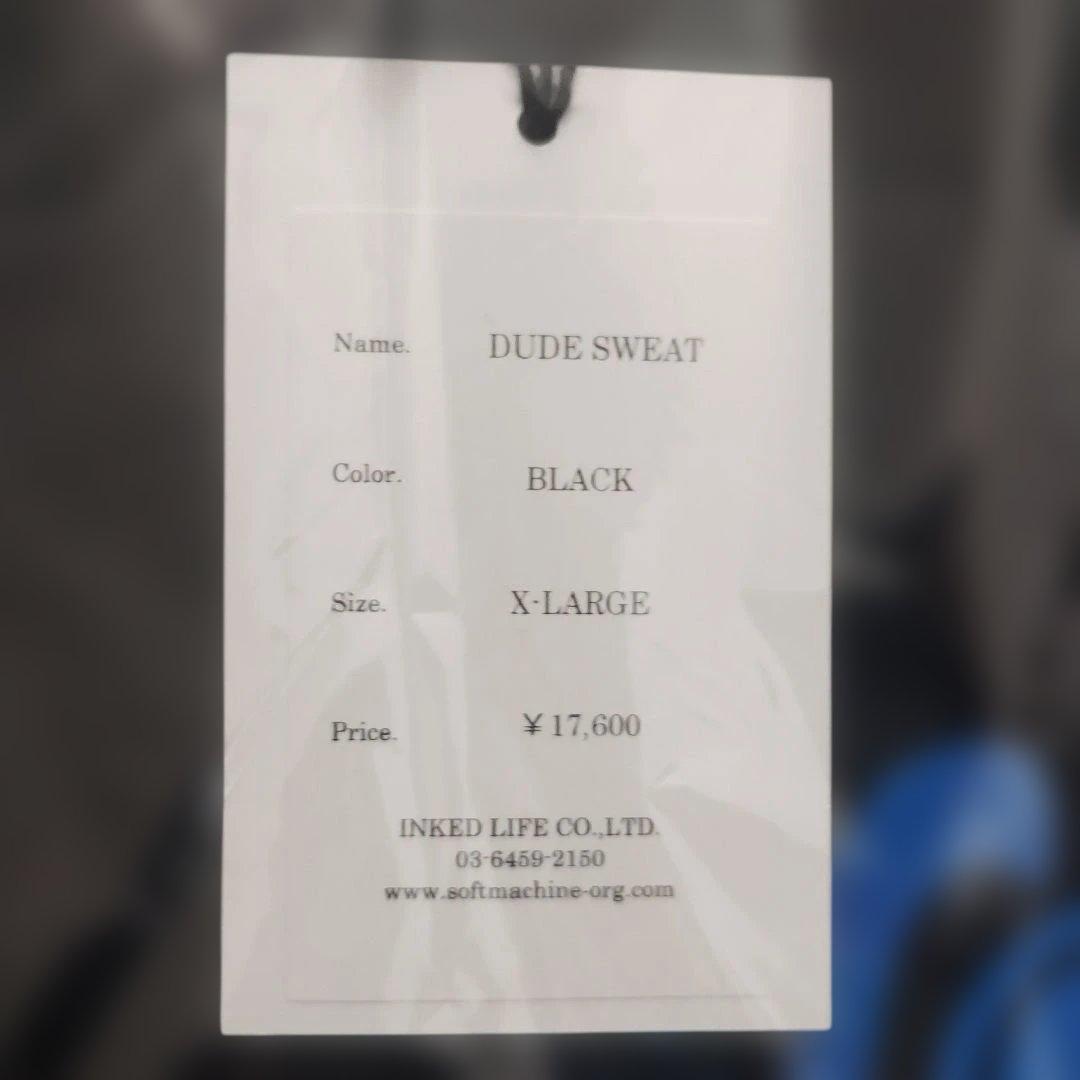 Name. DUDE SWEAT
Color. BLACK
Size. X-LARGE
Price. ¥17,600
INKED LIFE CO.,LTD.
03-6459-2150
www.softmachine-org.com